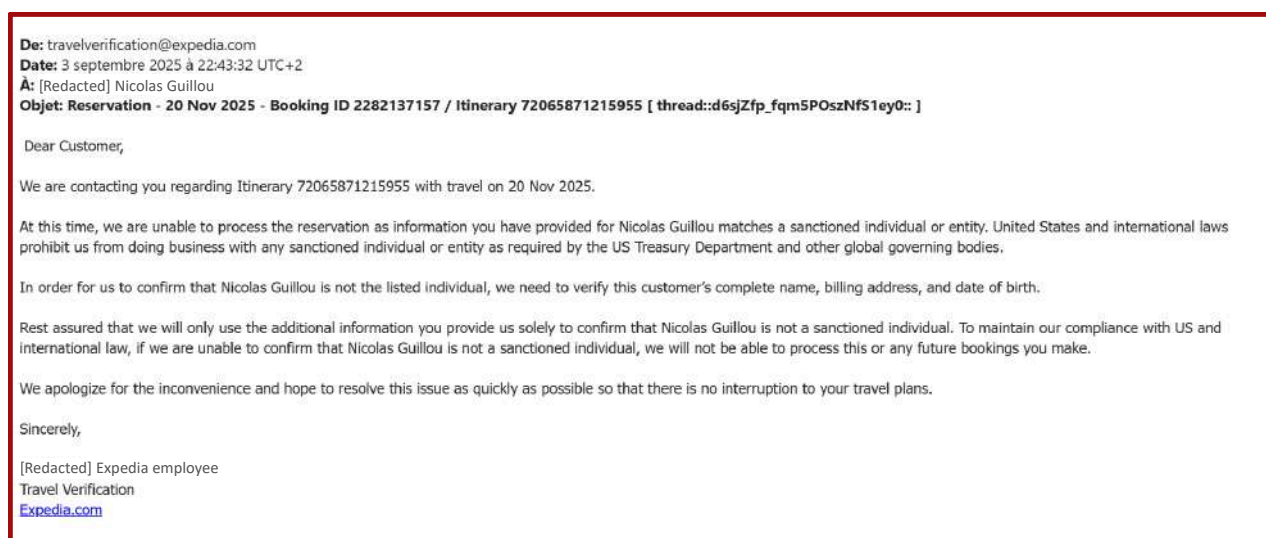 De: travelverification@expedia.com
Date: 3 septembre 2025 à 22:43:32 UTC+2
À: [Redacted] Nicolas Guillou
Objet: Reservation - 20 Nov 2025 - Booking ID 2282137157 / Itinerary 72065871215955 [ thread::d6sjZfp_fqm5POszNfS1ey0:: ]
Dear Customer,
We are contacting you regarding Itinerary 72065871215955 with travel on 20 Nov 2025.
At this time, we are unable to process the reservation as information you have provided for Nicolas Guillou matches a sanctioned individual or entity. United States and international laws
prohibit us from doing business with any sanctioned individual or entity as required by the US Treasury Department and other global governing bodies.
In order for us to confirm that Nicolas Guillou is not the listed individual, we need to verify this customer's complete name, billing address, and date of birth.
Rest assured that we will only use the additional information you provide us solely to confirm that Nicolas Guillou is not a sanctioned individual. To maintain our compliance with US and
international law, if we are unable to confirm that Nicolas Guillou is not a sanctioned individual, we will not be able to process this or any future bookings you make.
We apologize for the inconvenience and hope to resolve this issue as quickly as possible so that there is no interruption to your travel plans.
Sincerely,
[Redacted] Expedia employee
Travel Verification
Expedia.com